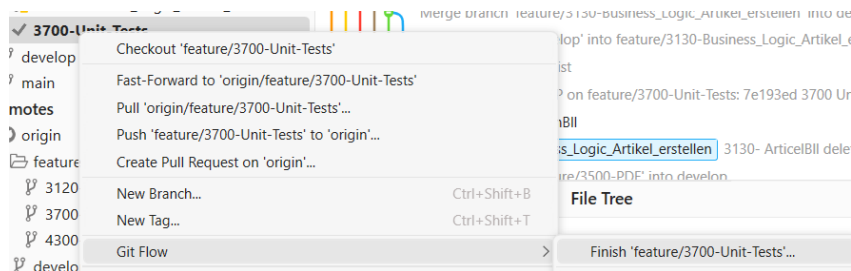 Merge branch 'feature/3130-Business_Logic_Artikel_erstellen' into de
3700-Unit-Tests
Checkout 'feature/3700-Unit-Tests'
lop' into feature/3130-Business_Logic_Artikel_e
develop
ist
main
Fast-Forward to 'origin/feature/3700-Unit-Tests'
P on feature/3700-Unit-Tests: 7e193ed 3700 Un
motes
Pull 'origin/feature/3700-Unit-Tests'...
nBll
origin
Push 'feature/3700-Unit-Tests' to 'origin'...
ss_Logic_Artikel_erstellen 3130- ArticelBll dele
feature
Create Pull Request on 'origin'...
ure/3500-PDF' into develop
3120
New Branch... Ctrl+Shift+B
File Tree
3700
New Tag... Ctrl+Shift+T
4300
Git Flow
Finish 'feature/3700-Unit-Tests'...
develo